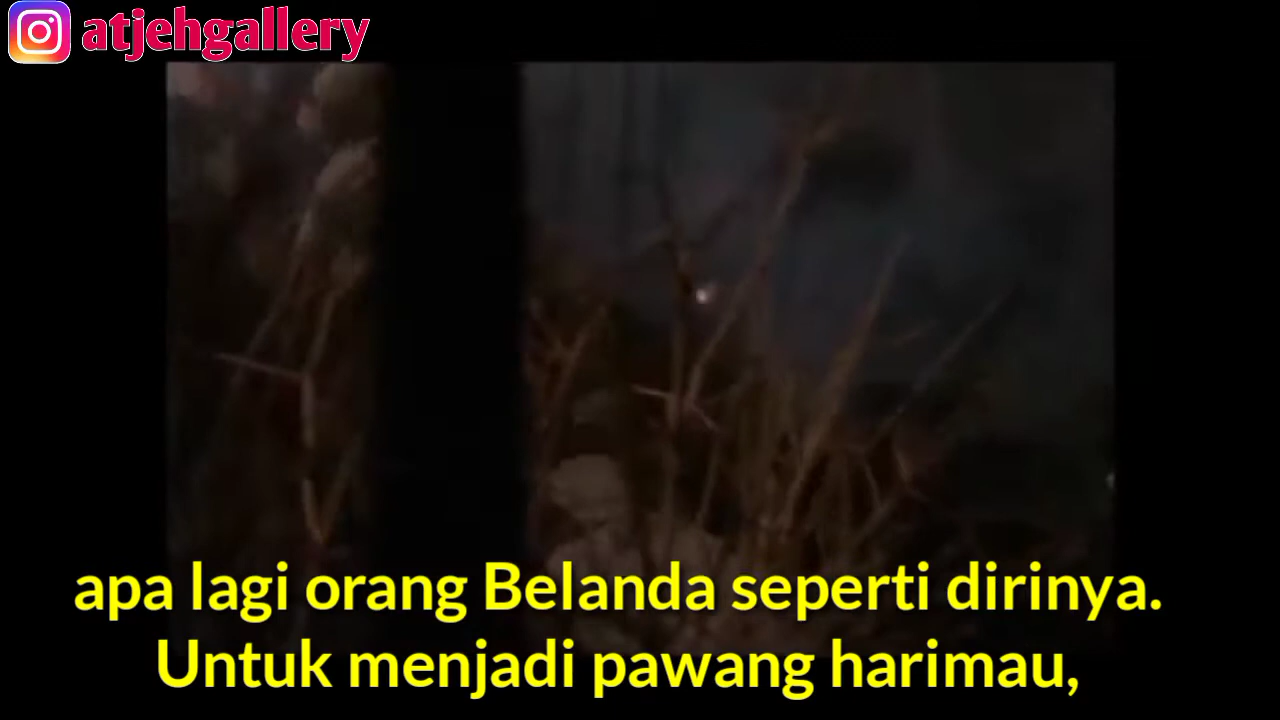 atjehgallery
apa lagi orang Belanda seperti dirinya.
Untuk menjadi pawang harimau,